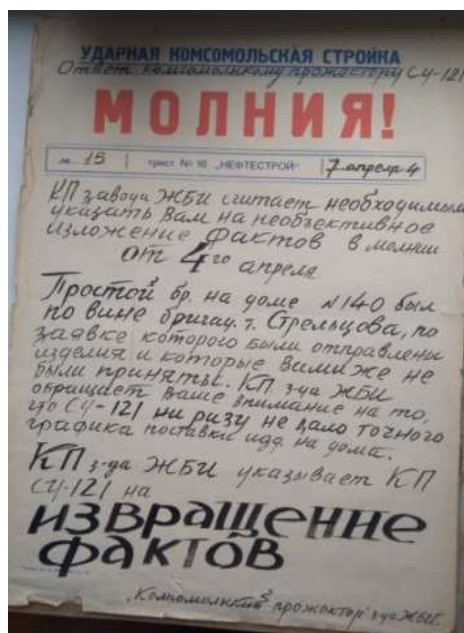 УДАРНАЯ КОМСОМОЛЬСКАЯ СТРОЙКА
Ответ комсомолкому прожектору СУ-121
МОЛНИЯ!
№ 15 трест № 16 „НЕФТЕСТРОЙ" 7 апреля
КП завода ЖБИ считает необходимым
указать Вам на необъективное
изложение фактов в молнии
от 4го апреля
Простой бр. на доме №140 был
по вине бригад. т. Стрельцова, по
заявке которого были отправлены
изделия и которые Вами же не
были приняты. КП з-да ЖБИ
обращает Ваше внимание на то,
что СУ-121 ни разу не дало точного
графика поставки изд. на дома.
КП з-да ЖБИ указывает КП
СУ-121 на
извращение
фактов
„Комсомольский прожектор" з-да ЖБИ.